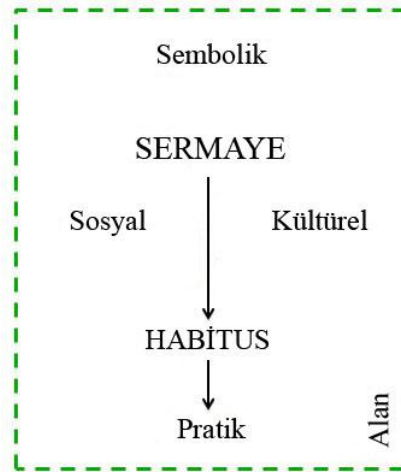 Sembolik
SERMAYE
Sosyal
Kültürel
HABİTUS
Pratik
Alan